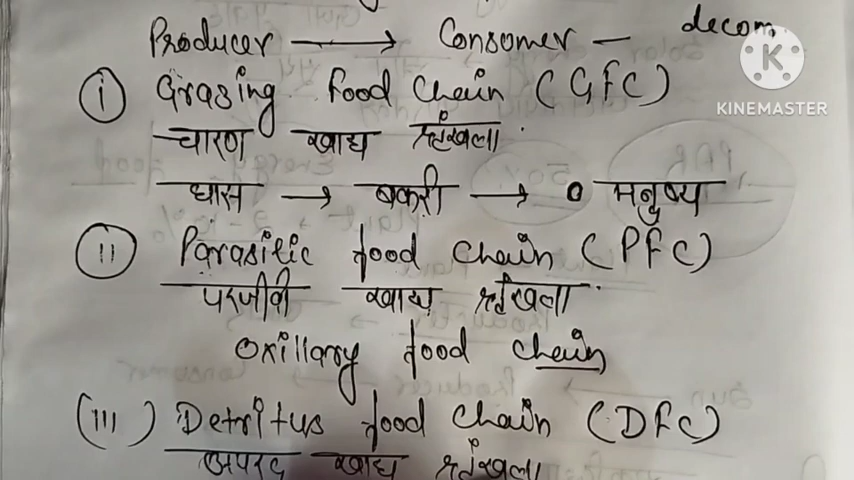 Producer → Consomer — decom
KINEMASTER
(i) Grasing food Chain (GFC)
चारण खाद्य श्रृंखला
घास → बकरी → मनुष्य
(ii) Parasitic food Chain (PFC)
परजीवी खाद्य श्रृंखला
Oxillary food chain
(iii) Detritus food Chain (DFC)
अपरद खाद्य श्रृंखला